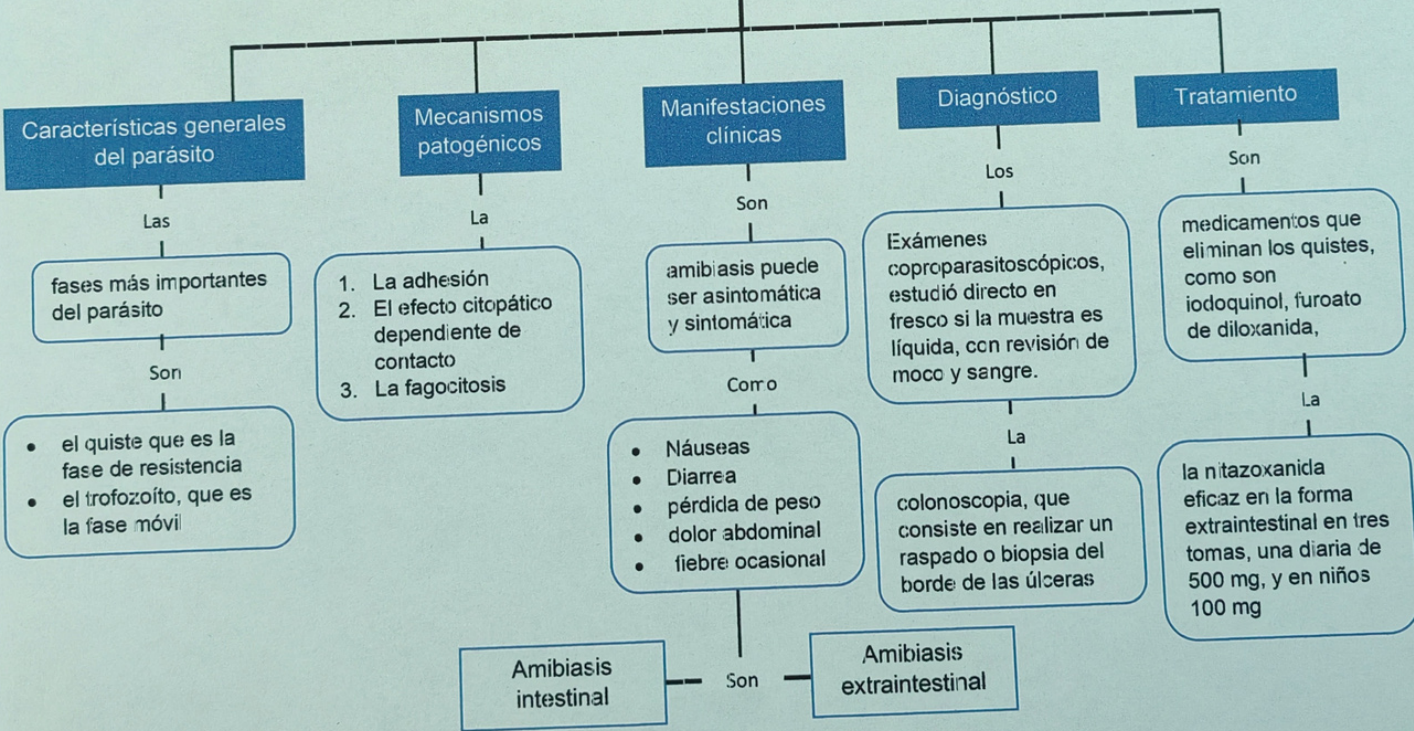 Características generales
del parásito
Las
fases más importantes
del parásito
Son
• el quiste que es la
fase de resistencia
• el trofozoíto, que es
la fase móvil
Mecanismos
patogénicos
La
1. La adhesión
2. El efecto citopático
dependiente de
contacto
3. La fagocitosis
Manifestaciones
clínicas
Son
amibiasis puede
ser asintomática
y sintomática
Como
• Náuseas
• Diarrea
• pérdida de peso
• dolor abdominal
• fiebre ocasional
Amibiasis
intestinal
Son
Amibiasis
extraintestinal
Diagnóstico
Los
Exámenes
coproparasitoscópicos,
estudió directo en
fresco si la muestra es
líquida, con revisión de
moco y sangre.
La
colonoscopia, que
consiste en realizar un
raspado o biopsia del
borde de las úlceras
Tratamiento
Son
medicamentos que
eliminan los quistes,
como son
iodoquinol, furoato
de diloxanida,
La
la nitazoxanida
eficaz en la forma
extraintestinal en tres
tomas, una diaria de
500 mg, y en niños
100 mg